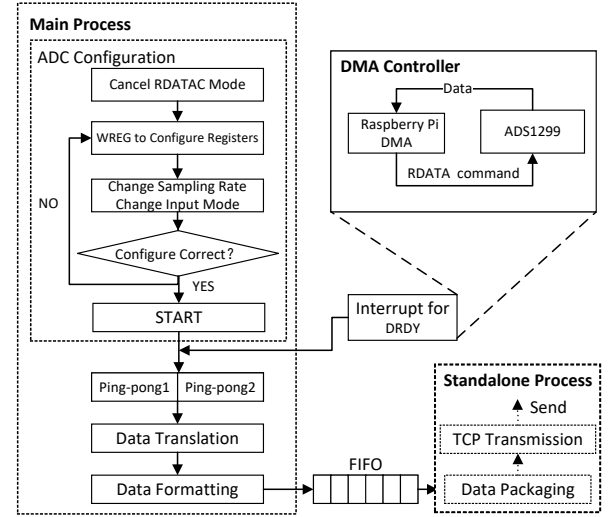 Main Process
ADC Configuration
Cancel RDATAC Mode
WREG to Configure Registers
Change Sampling Rate
Change Input Mode
NO
Configure Correct?
YES
START
Ping-pong1
Ping-pong2
Data Translation
Data Formatting
DMA Controller
Data
Raspberry Pi
DMA
ADS1299
RDATA command
Interrupt for
DRDY
FIFO
Standalone Process
Send
TCP Transmission
Data Packaging